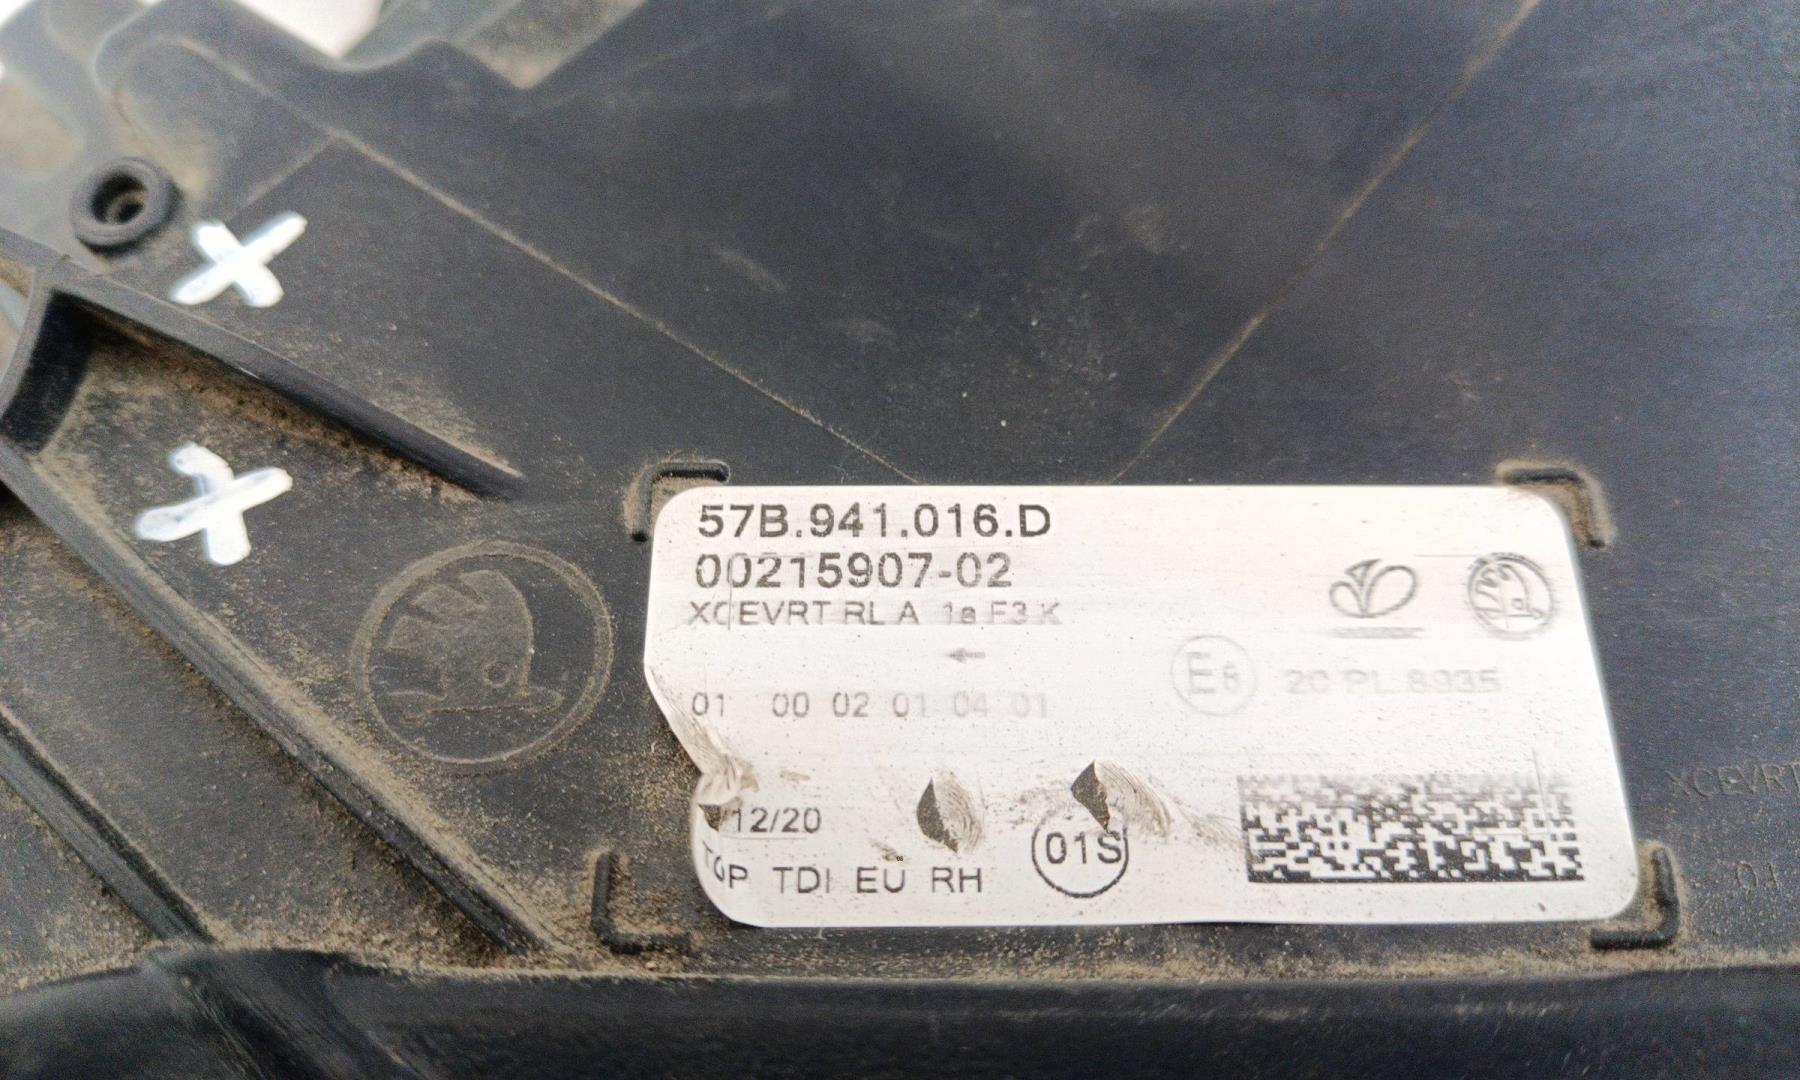 57B.941.016.D
00215907-02
XCEVRT RL A 1a F3 K
←
E8 20 PL 8935
01 00 02 01 04 01
12/20
TOP TDI EU RH
01S
XCEVRT